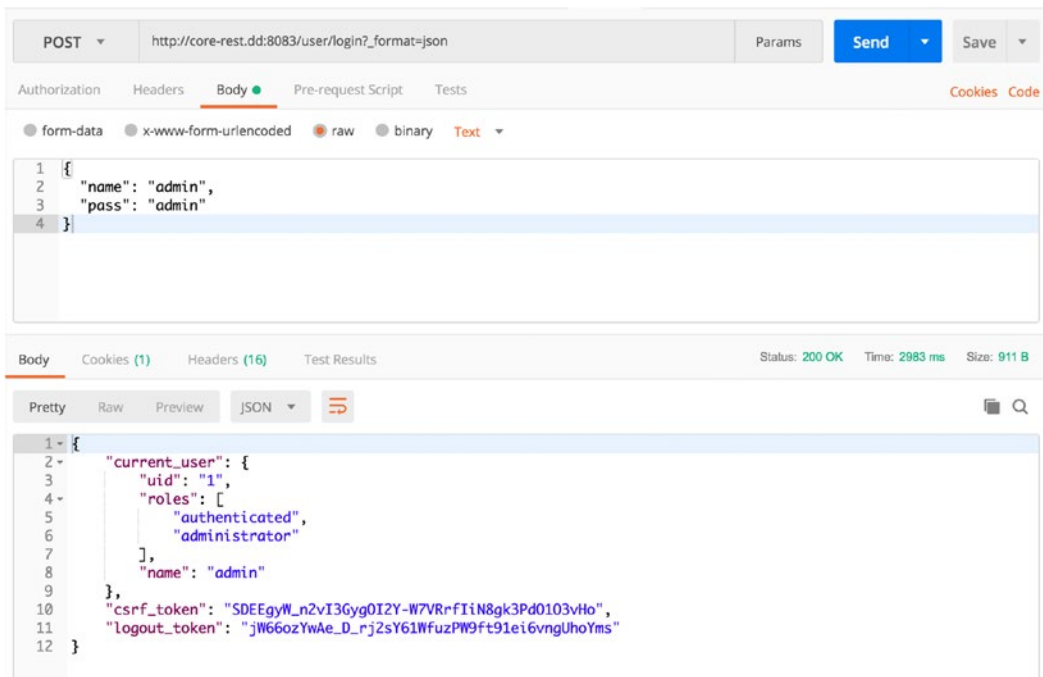 POST http://core-rest.dd:8083/user/login?_format=json Params Send Save
Authorization Headers Body Pre-request Script Tests Cookies Code
form-data x-www-form-urlencoded raw binary Text
1 {
2 "name": "admin",
3 "pass": "admin"
4 }
Body Cookies (1) Headers (16) Test Results Status: 200 OK Time: 2983 ms Size: 911 B
Pretty Raw Preview JSON
1 {
2 "current_user": {
3 "uid": "1",
4 "roles": [
5 "authenticated",
6 "administrator"
7 ],
8 "name": "admin"
9 },
10 "csrf_token": "SDEEgyW_n2vI3GygOI2Y-W7VRrfIiN8gk3PdO1O3vHo",
11 "logout_token": "jW66ozYwAe_D_rj2sY61WfuzPW9ft91ei6vngUhoYms"
12 }